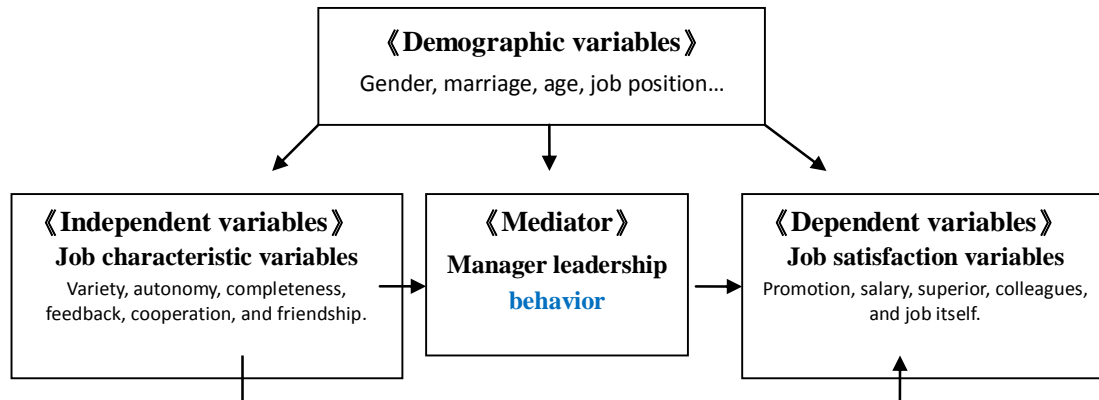 《Demographic variables》
Gender, marriage, age, job position...
《Independent variables》
Job characteristic variables
Variety, autonomy, completeness,
feedback, cooperation, and friendship.
《Mediator》
Manager leadership
behavior
《Dependent variables》
Job satisfaction variables
Promotion, salary, superior, colleagues,
and job itself.